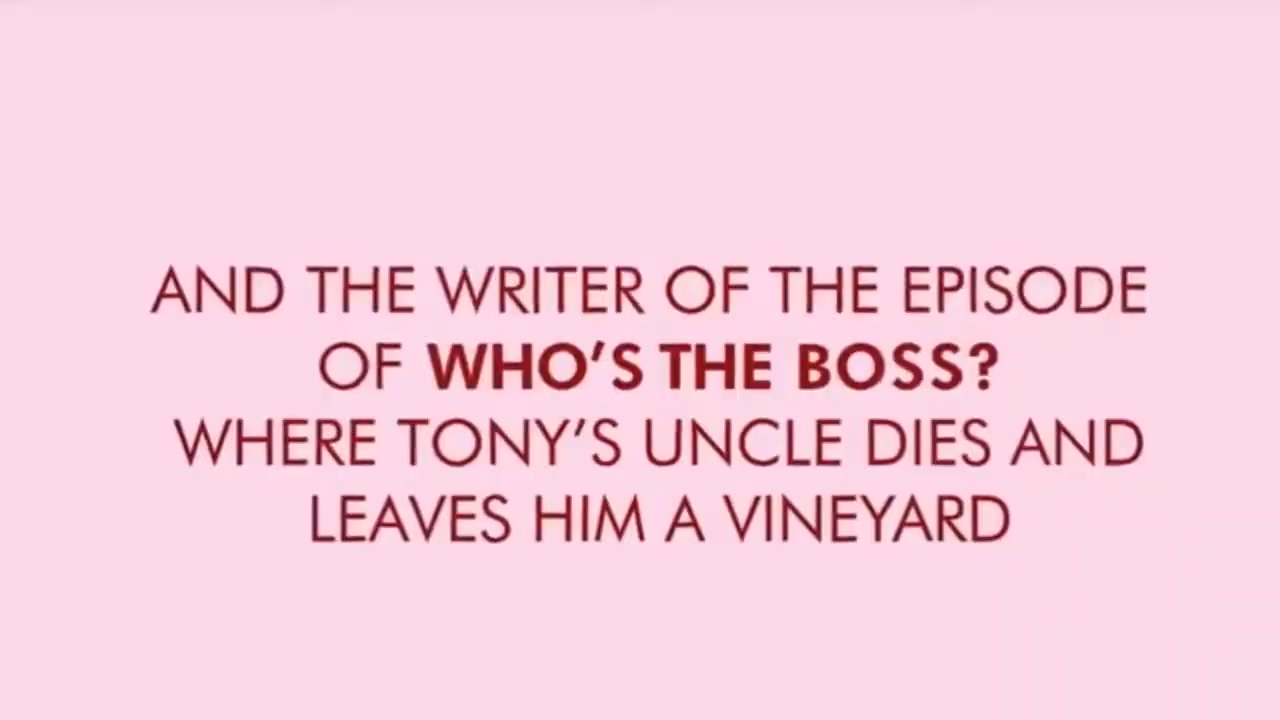 AND THE WRITER OF THE EPISODE
OF WHO’S THE BOSS?
WHERE TONY’S UNCLE DIES AND
LEAVES HIM A VINEYARD